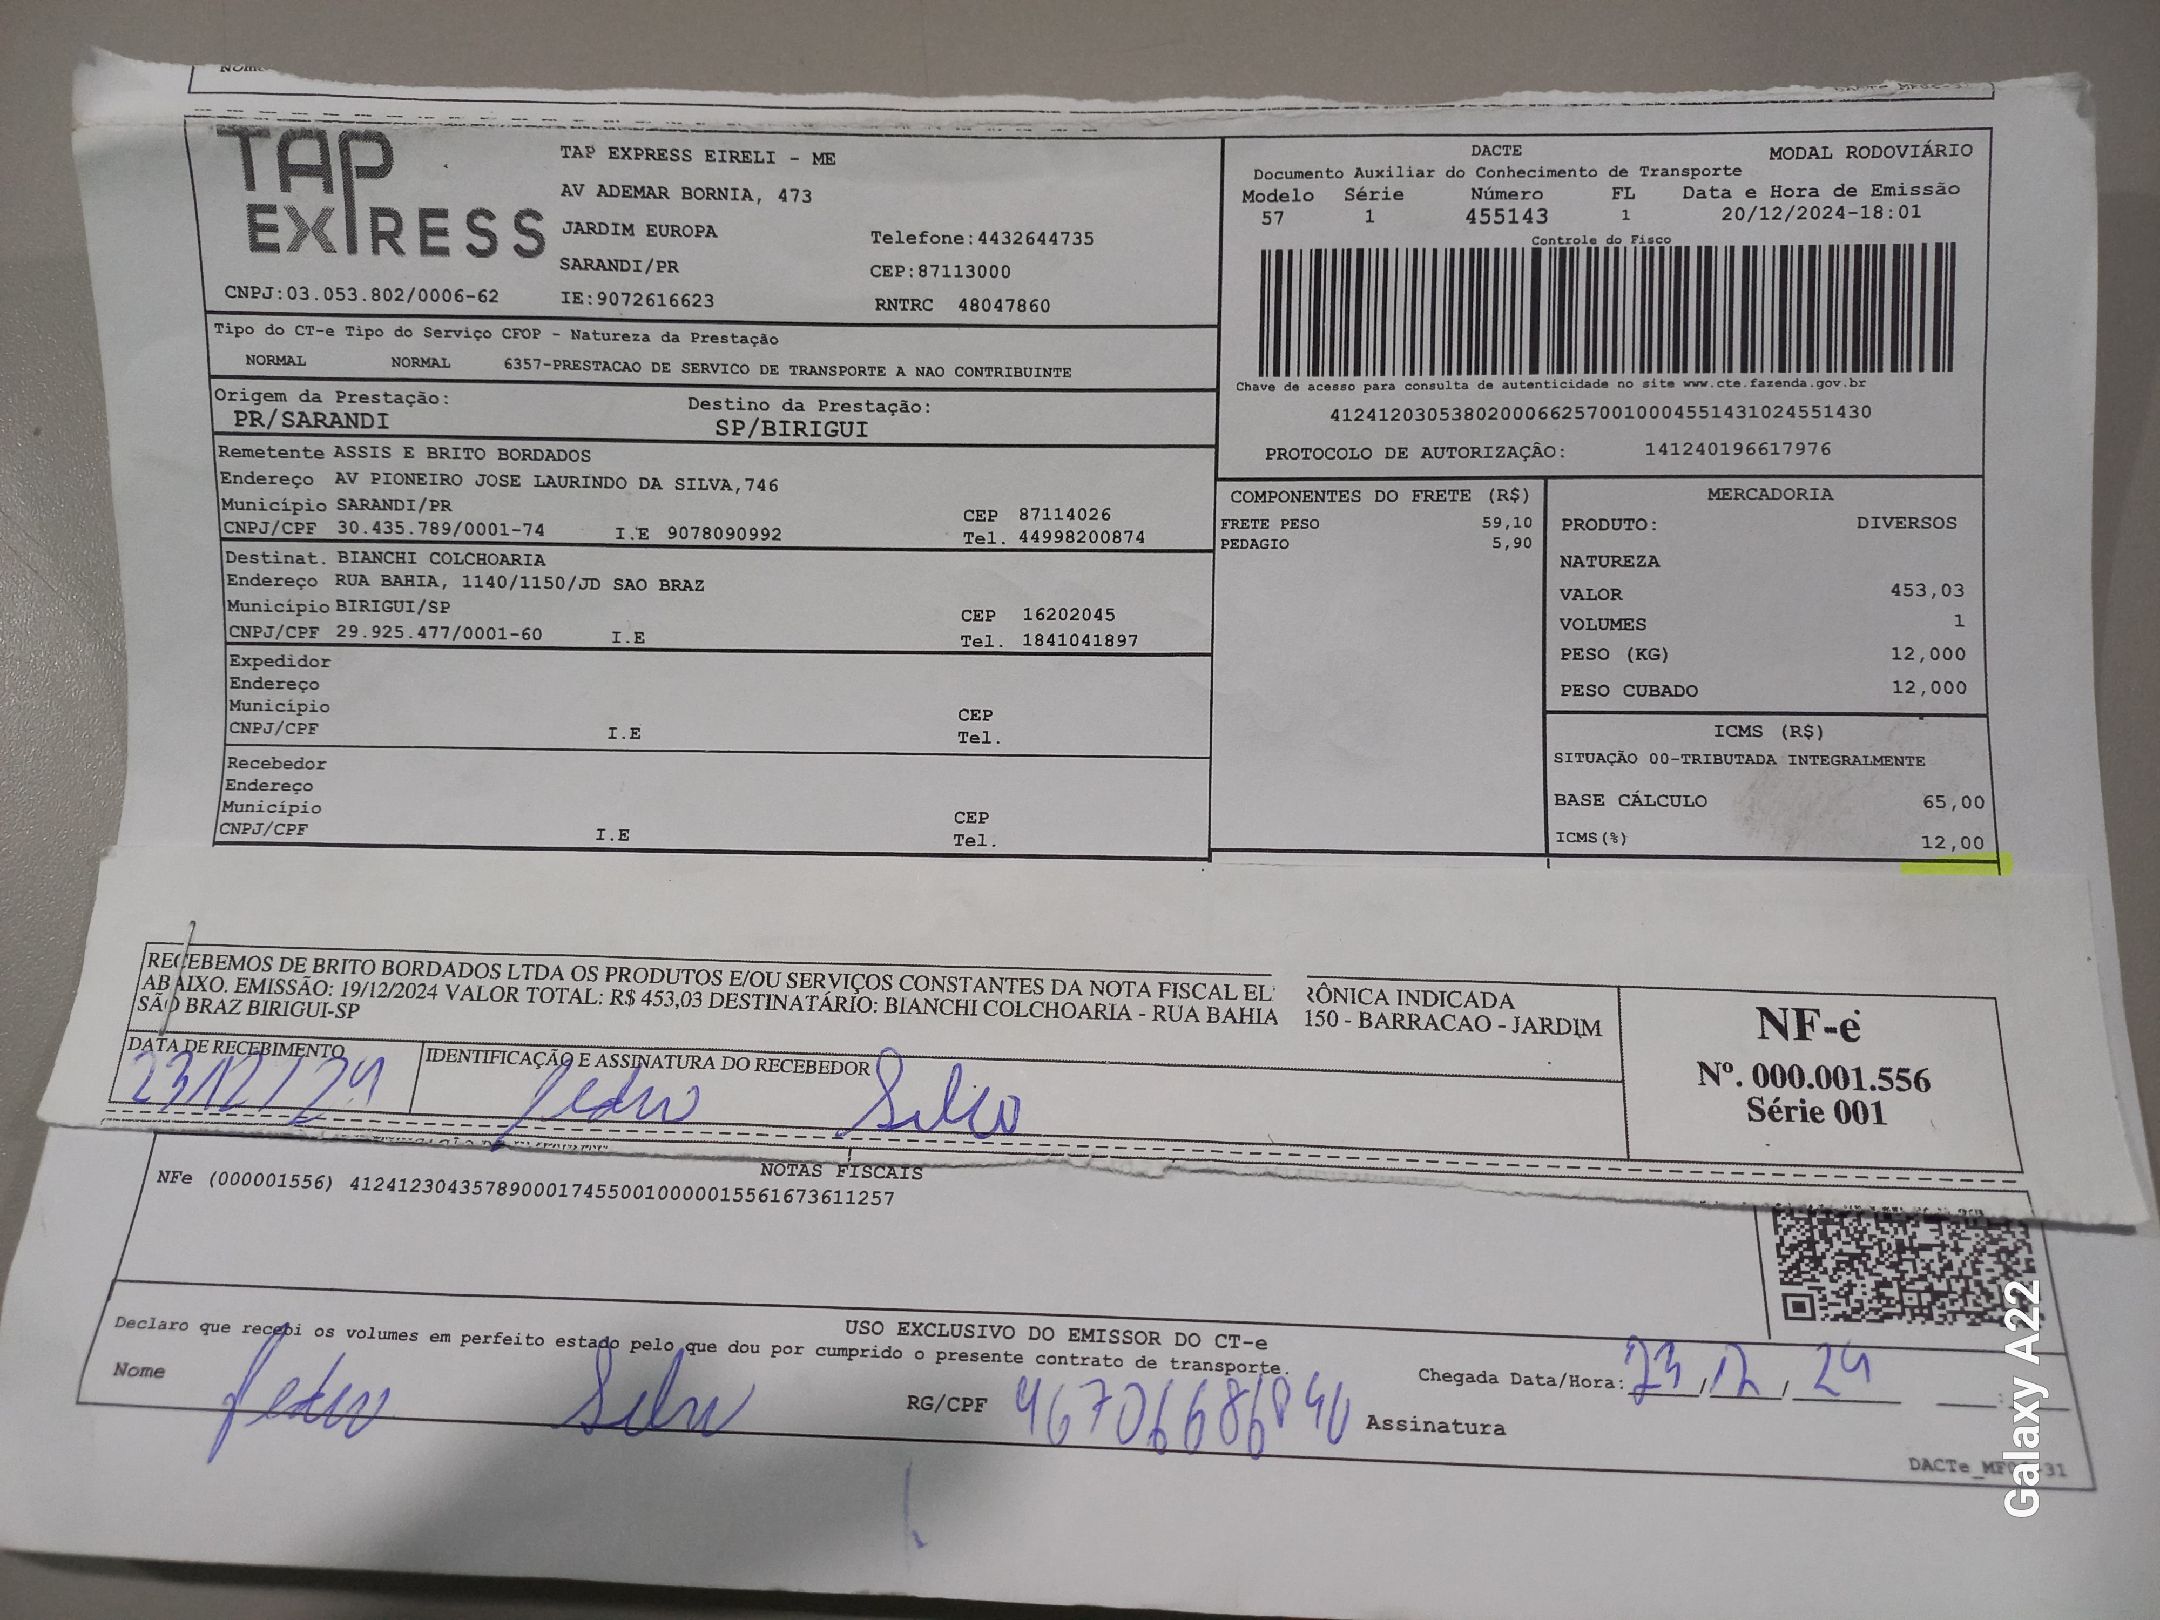 TAP EXPRESS
TAP EXPRESS EIRELI - ME
AV ADEMAR BORNIA, 473
JARDIM EUROPA
Telefone:4432644735
SARANDI/PR
CEP:87113000
CNPJ:03.053.802/0006-62
IE:9072616623
RNTRC 48047860
DACTE
MODAL RODOVIÁRIO
Documento Auxiliar do Conhecimento de Transporte
Modelo Série Número FL Data e Hora de Emissão
57 1 455143 1 20/12/2024-18:01
Controle do Fisco
Chave de acesso para consulta de autenticidade no site www.cte.fazenda.gov.br
41241203053802000662570010004551431024551430
PROTOCOLO DE AUTORIZAÇÃO: 141240196617976
Tipo do CT-e Tipo do Serviço CFOP - Natureza da Prestação
NORMAL NORMAL 6357-PRESTACAO DE SERVICO DE TRANSPORTE A NAO CONTRIBUINTE
Origem da Prestação: Destino da Prestação:
PR/SARANDI SP/BIRIGUI
Remetente ASSIS E BRITO BORDADOS
Endereço AV PIONEIRO JOSE LAURINDO DA SILVA,746
Município SARANDI/PR CEP 87114026
CNPJ/CPF 30.435.789/0001-74 I.E 9078090992 Tel. 44998200874
Destinat. BIANCHI COLCHOARIA
Endereço RUA BAHIA, 1140/1150/JD SAO BRAZ
Município BIRIGUI/SP CEP 16202045
CNPJ/CPF 29.925.477/0001-60 I.E Tel. 1841041897
Expedidor
Endereço
Município CEP
CNPJ/CPF I.E Tel.
Recebedor
Endereço
Município CEP
CNPJ/CPF I.E Tel.
COMPONENTES DO FRETE (R$)
FRETE PESO 59,10
PEDAGIO 5,90
MERCADORIA
PRODUTO: DIVERSOS
NATUREZA
VALOR 453,03
VOLUMES 1
PESO (KG) 12,000
PESO CUBADO 12,000
ICMS (R$)
SITUAÇÃO 00-TRIBUTADA INTEGRALMENTE
BASE CÁLCULO 65,00
ICMS(%) 12,00
RECEBEMOS DE BRITO BORDADOS LTDA OS PRODUTOS E/OU SERVIÇOS CONSTANTES DA NOTA FISCAL EL RÔNICA INDICADA
ABAIXO. EMISSÃO: 19/12/2024 VALOR TOTAL: R$ 453,03 DESTINATÁRIO: BIANCHI COLCHOARIA - RUA BAHIA 150 - BARRACAO - JARDIM
SÃO BRAZ BIRIGUI-SP
DATA DE RECEBIMENTO
23/12/24
IDENTIFICAÇÃO E ASSINATURA DO RECEBEDOR
Pedro Silva
NF-e
Nº. 000.001.556
Série 001
NOTAS FISCAIS
NFe (000001556) 41241230435789000174550010000015561673611257
USO EXCLUSIVO DO EMISSOR DO CT-e
Declaro que recebi os volumes em perfeito estado pelo que dou por cumprido o presente contrato de transporte.
Nome Pedro Silva
RG/CPF 46706686840
Assinatura
Chegada Data/Hora: 23/12/24 :
Galaxy A22